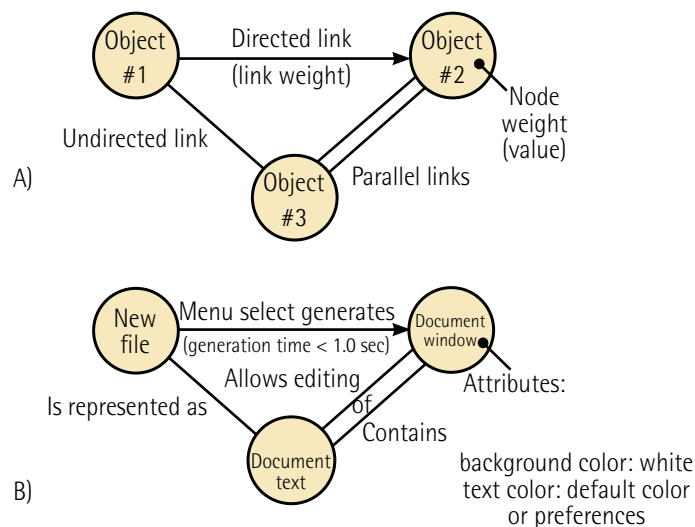 Object
#1
Directed link
(link weight)
Object
#2
Node
weight
(value)
Undirected link
Parallel links
Object
#3
A)
New
file
Menu select generates
(generation time < 1.0 sec)
Document
window
Allows editing
of
Attributes:
Is represented as
Contains
Document
text
background color: white
text color: default color
or preferences
B)